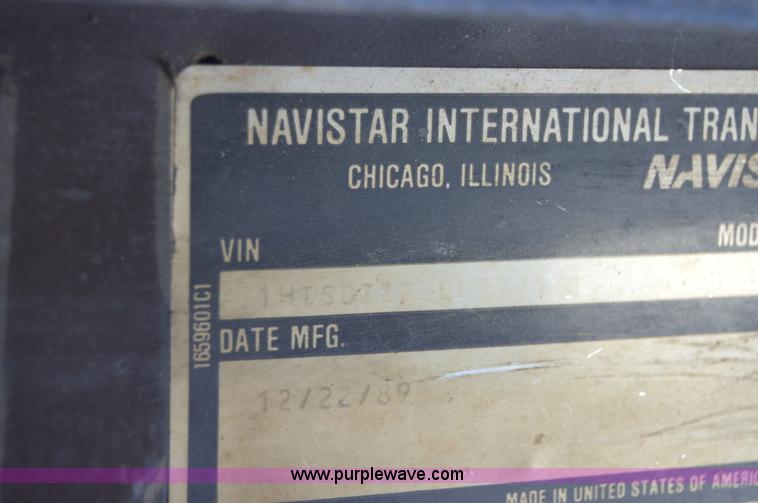 NAVISTAR INTERNATIONAL TRAN
CHICAGO, ILLINOIS NAVIS
VIN MOD
1659601C1
DATE MFG.
12/22/89
www.purplewave.com
MADE IN UNITED STATES OF AMERIC